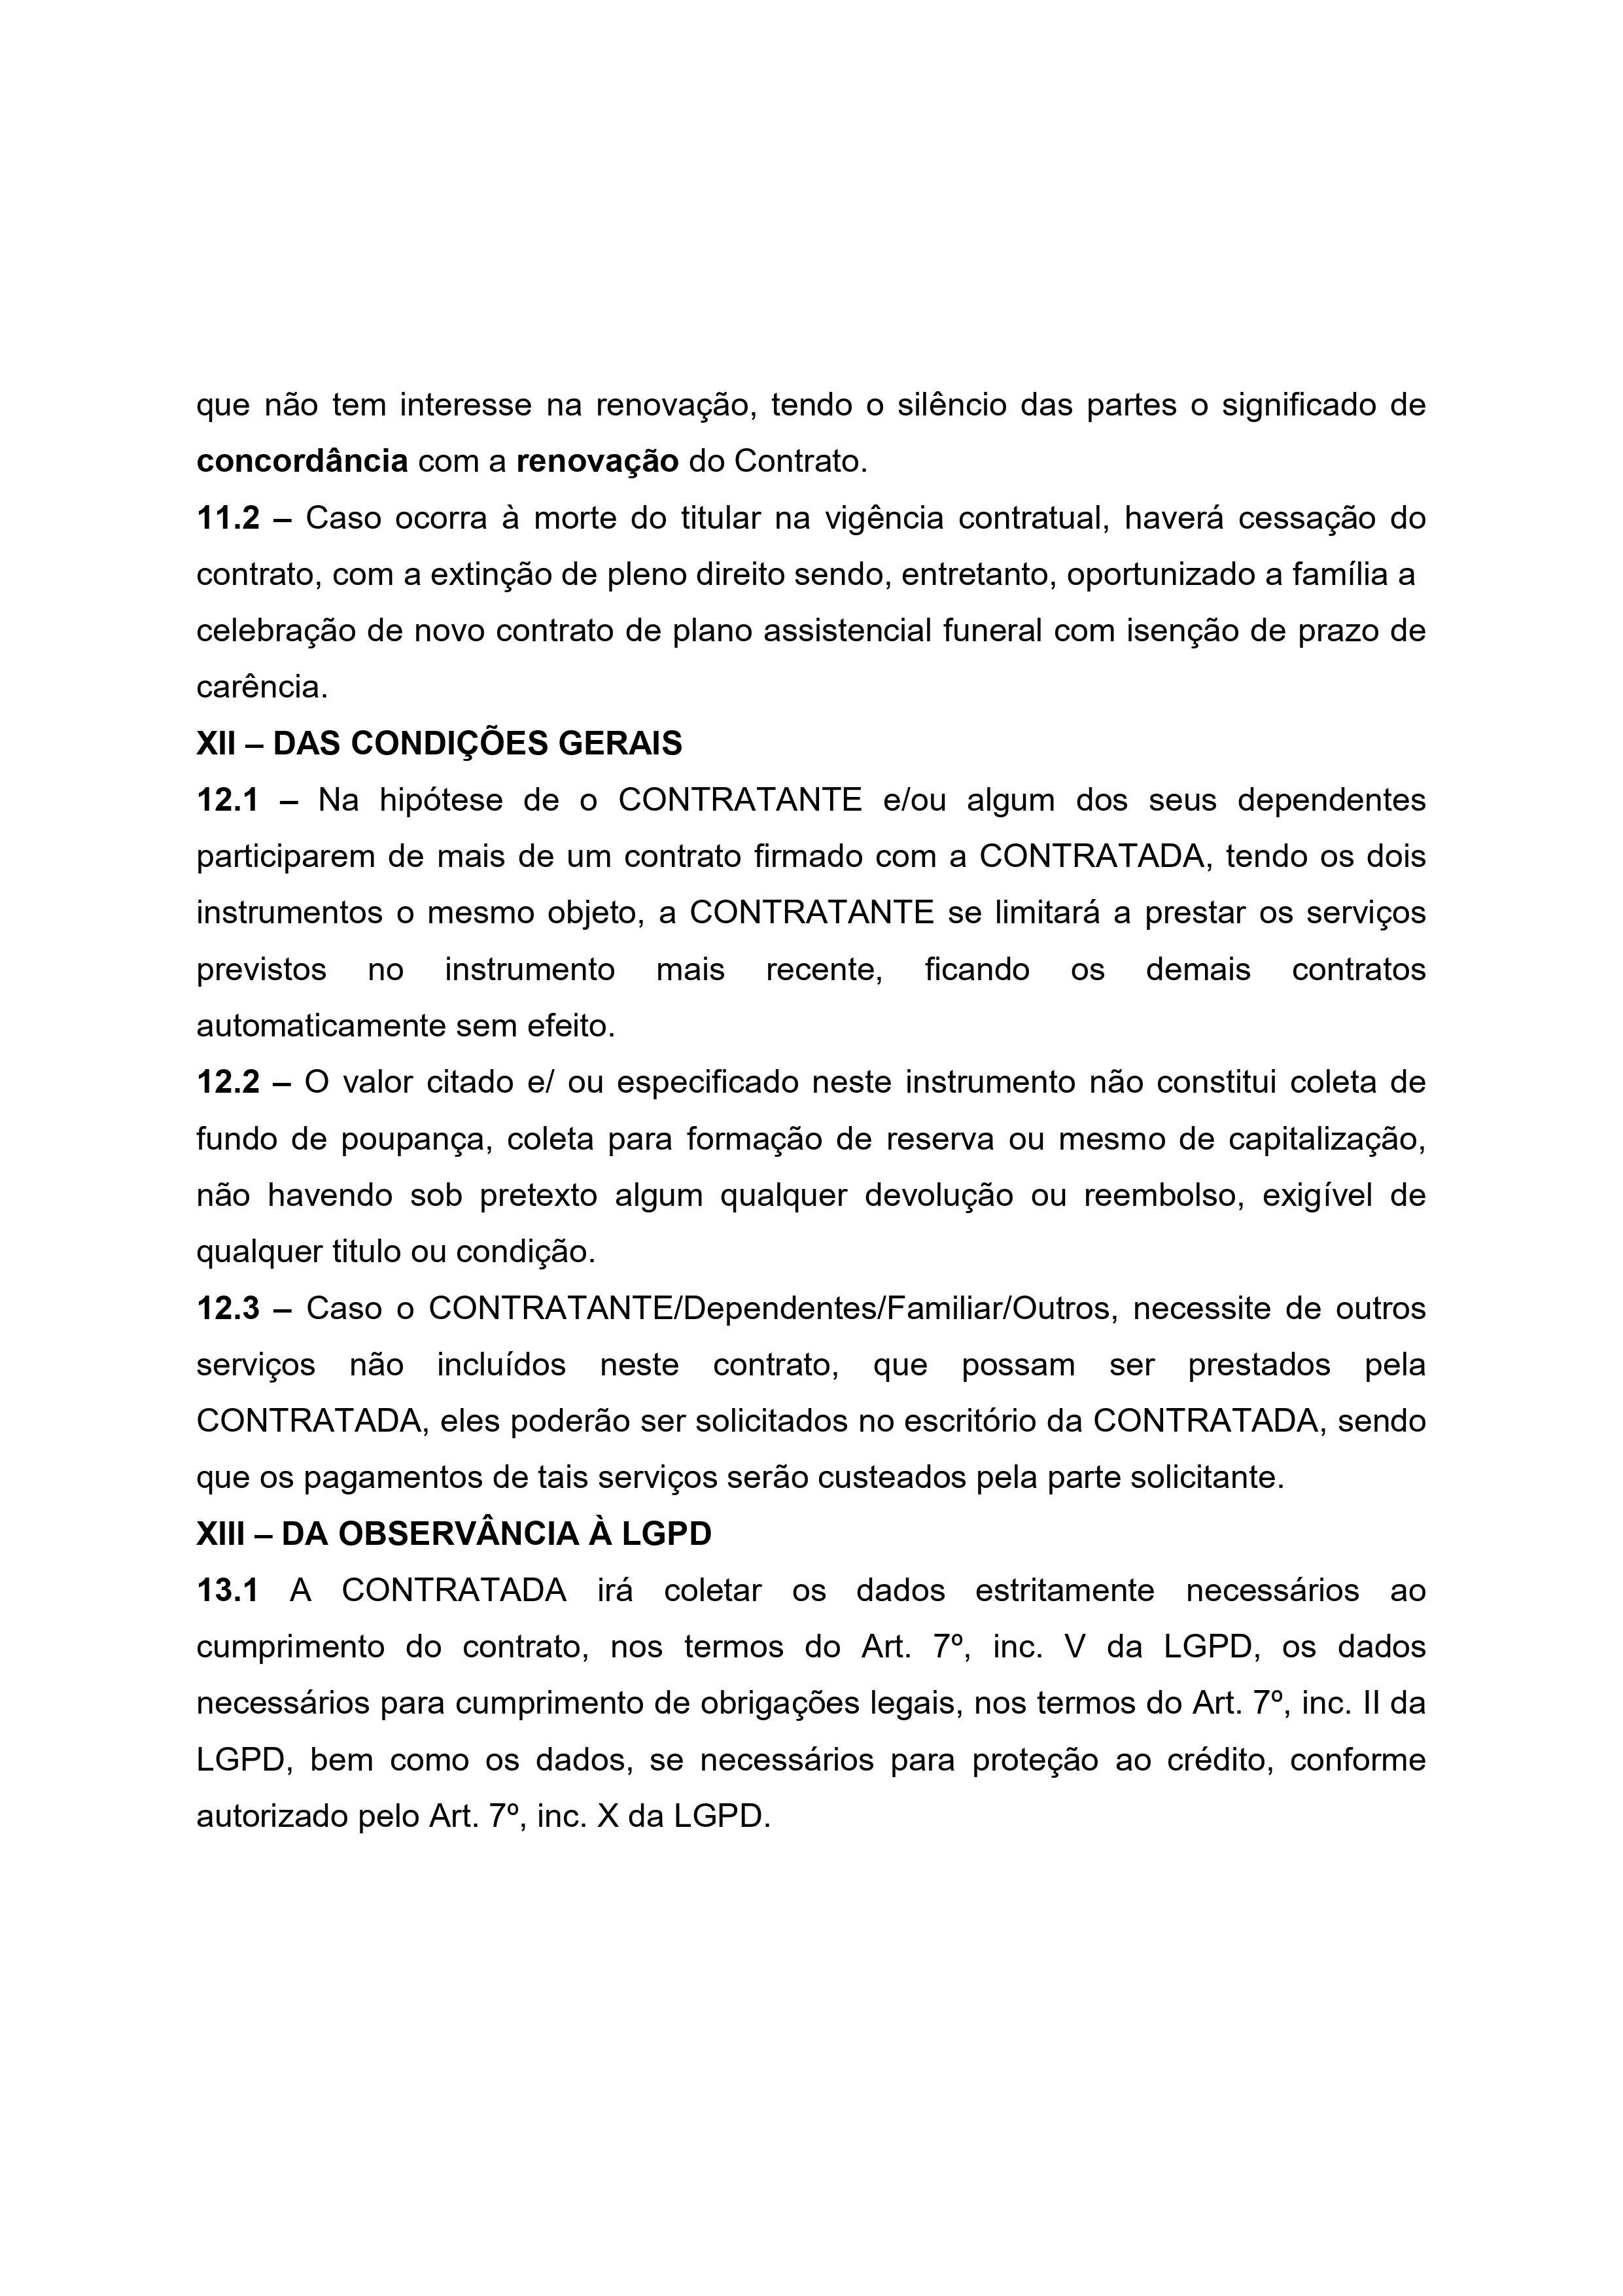 que não tem interesse na renovação, tendo o silêncio das partes o significado de
concordância com a renovação do Contrato.
11.2 – Caso ocorra à morte do titular na vigência contratual, haverá cessação do
contrato, com a extinção de pleno direito sendo, entretanto, oportunizado a família a
celebração de novo contrato de plano assistencial funeral com isenção de prazo de
carência.
XII – DAS CONDIÇÕES GERAIS
12.1 – Na hipótese de o CONTRATANTE e/ou algum dos seus dependentes
participarem de mais de um contrato firmado com a CONTRATADA, tendo os dois
instrumentos o mesmo objeto, a CONTRATANTE se limitará a prestar os serviços
previstos no instrumento mais recente, ficando os demais contratos
automaticamente sem efeito.
12.2 – O valor citado e/ ou especificado neste instrumento não constitui coleta de
fundo de poupança, coleta para formação de reserva ou mesmo de capitalização,
não havendo sob pretexto algum qualquer devolução ou reembolso, exigível de
qualquer titulo ou condição.
12.3 – Caso o CONTRATANTE/Dependentes/Familiar/Outros, necessite de outros
serviços não incluídos neste contrato, que possam ser prestados pela
CONTRATADA, eles poderão ser solicitados no escritório da CONTRATADA, sendo
que os pagamentos de tais serviços serão custeados pela parte solicitante.
XIII – DA OBSERVÂNCIA À LGPD
13.1 A CONTRATADA irá coletar os dados estritamente necessários ao
cumprimento do contrato, nos termos do Art. 7º, inc. V da LGPD, os dados
necessários para cumprimento de obrigações legais, nos termos do Art. 7º, inc. II da
LGPD, bem como os dados, se necessários para proteção ao crédito, conforme
autorizado pelo Art. 7º, inc. X da LGPD.